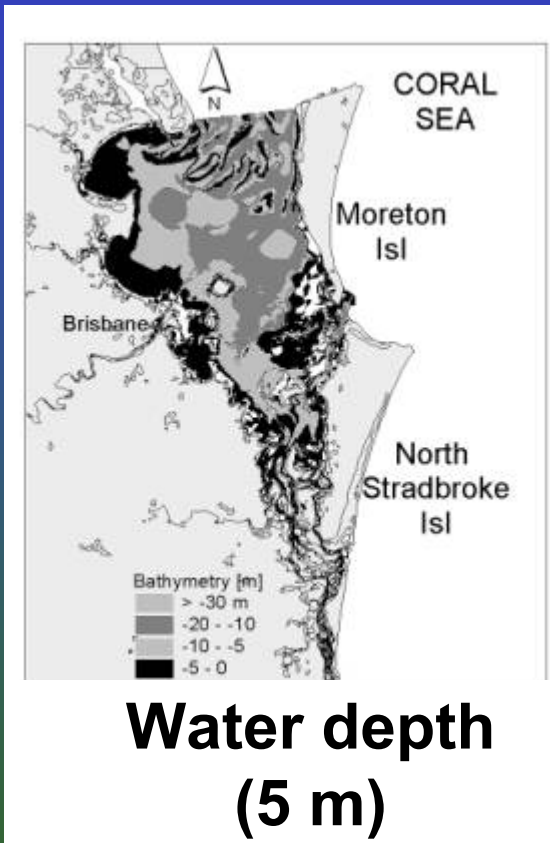 N
CORAL
SEA
Moreton
Isl
Brisbane
North
Stradbroke
Isl
Bathymetry [m]
> -30 m
-20 - -10
-10 - -5
-5 - 0
Water depth
(5 m)